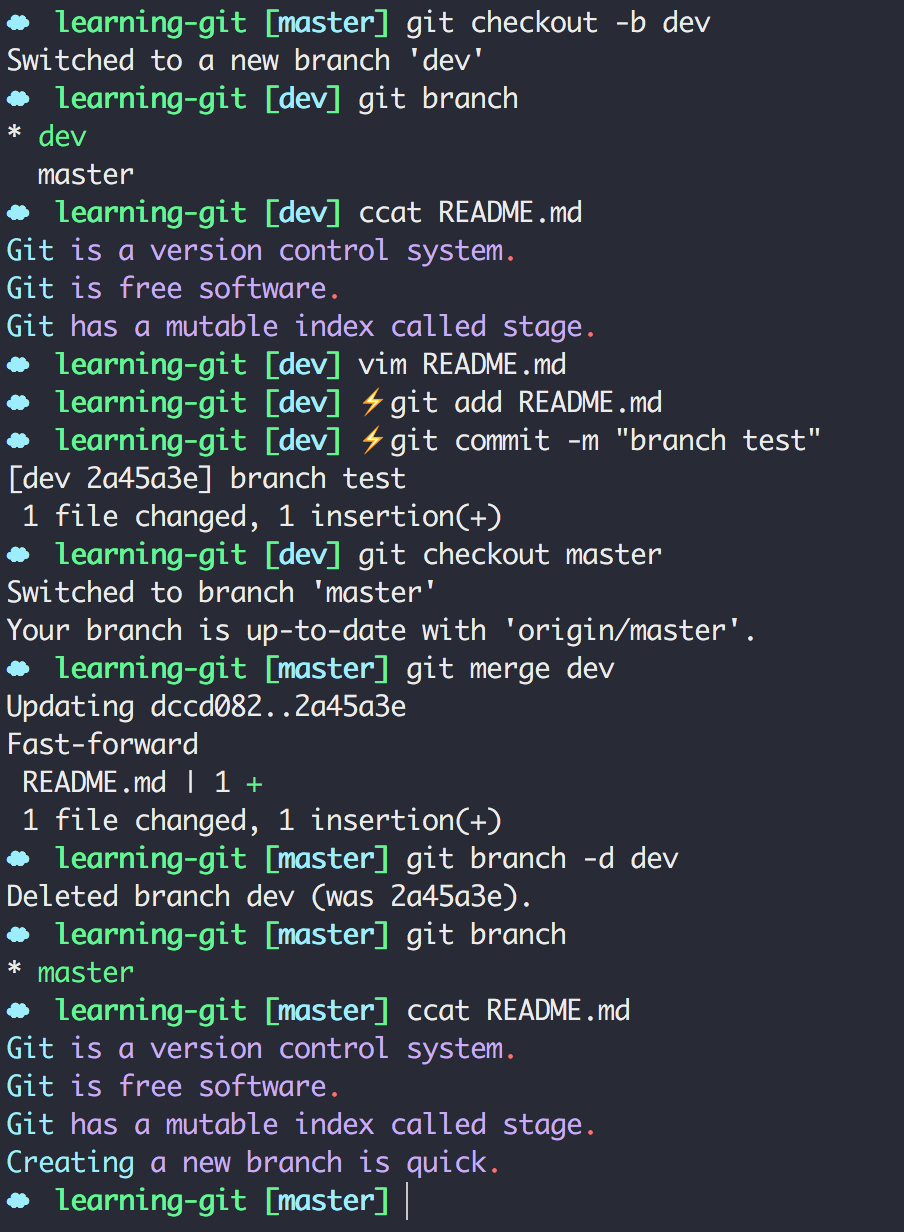 learning-git [master] git checkout -b dev
Switched to a new branch 'dev'
learning-git [dev] git branch
* dev
  master
learning-git [dev] ccat README.md
Git is a version control system.
Git is free software.
Git has a mutable index called stage.
learning-git [dev] vim README.md
learning-git [dev] ⚡git add README.md
learning-git [dev] ⚡git commit -m "branch test"
[dev 2a45a3e] branch test
 1 file changed, 1 insertion(+)
learning-git [dev] git checkout master
Switched to branch 'master'
Your branch is up-to-date with 'origin/master'.
learning-git [master] git merge dev
Updating dccd082..2a45a3e
Fast-forward
 README.md | 1 +
 1 file changed, 1 insertion(+)
learning-git [master] git branch -d dev
Deleted branch dev (was 2a45a3e).
learning-git [master] git branch
* master
learning-git [master] ccat README.md
Git is a version control system.
Git is free software.
Git has a mutable index called stage.
Creating a new branch is quick.
learning-git [master]